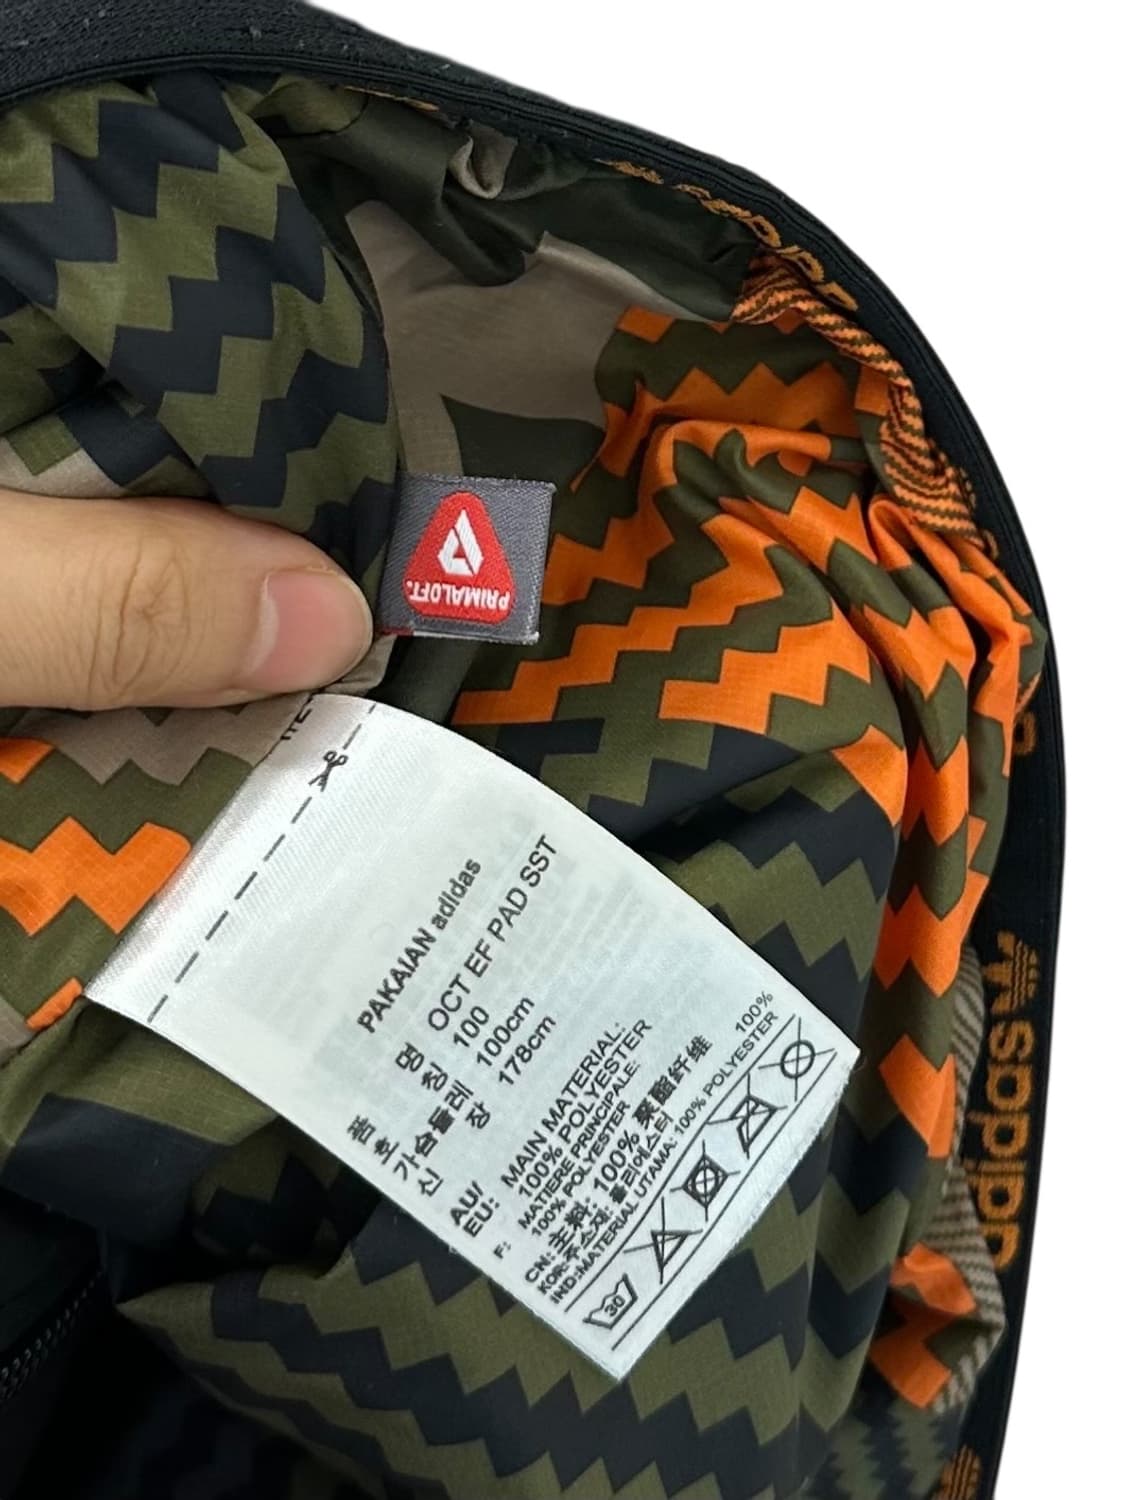 PRIMALOFT.
PAKAIAN adidas
품 명 OCT EF PAD SST
호 칭 100
가슴둘레 100cm
신 장 178cm
AU/ MAIN MATERIAL:
EU: 100% POLYESTER
F: MATIERE PRINCIPALE:
100% POLYESTER
CN: 主料: 100% 聚酯纤维
KOR: 주소재: 폴리에스터 100%
IND:MATERIAL UTAMA: 100% POLYESTER
30
adidas